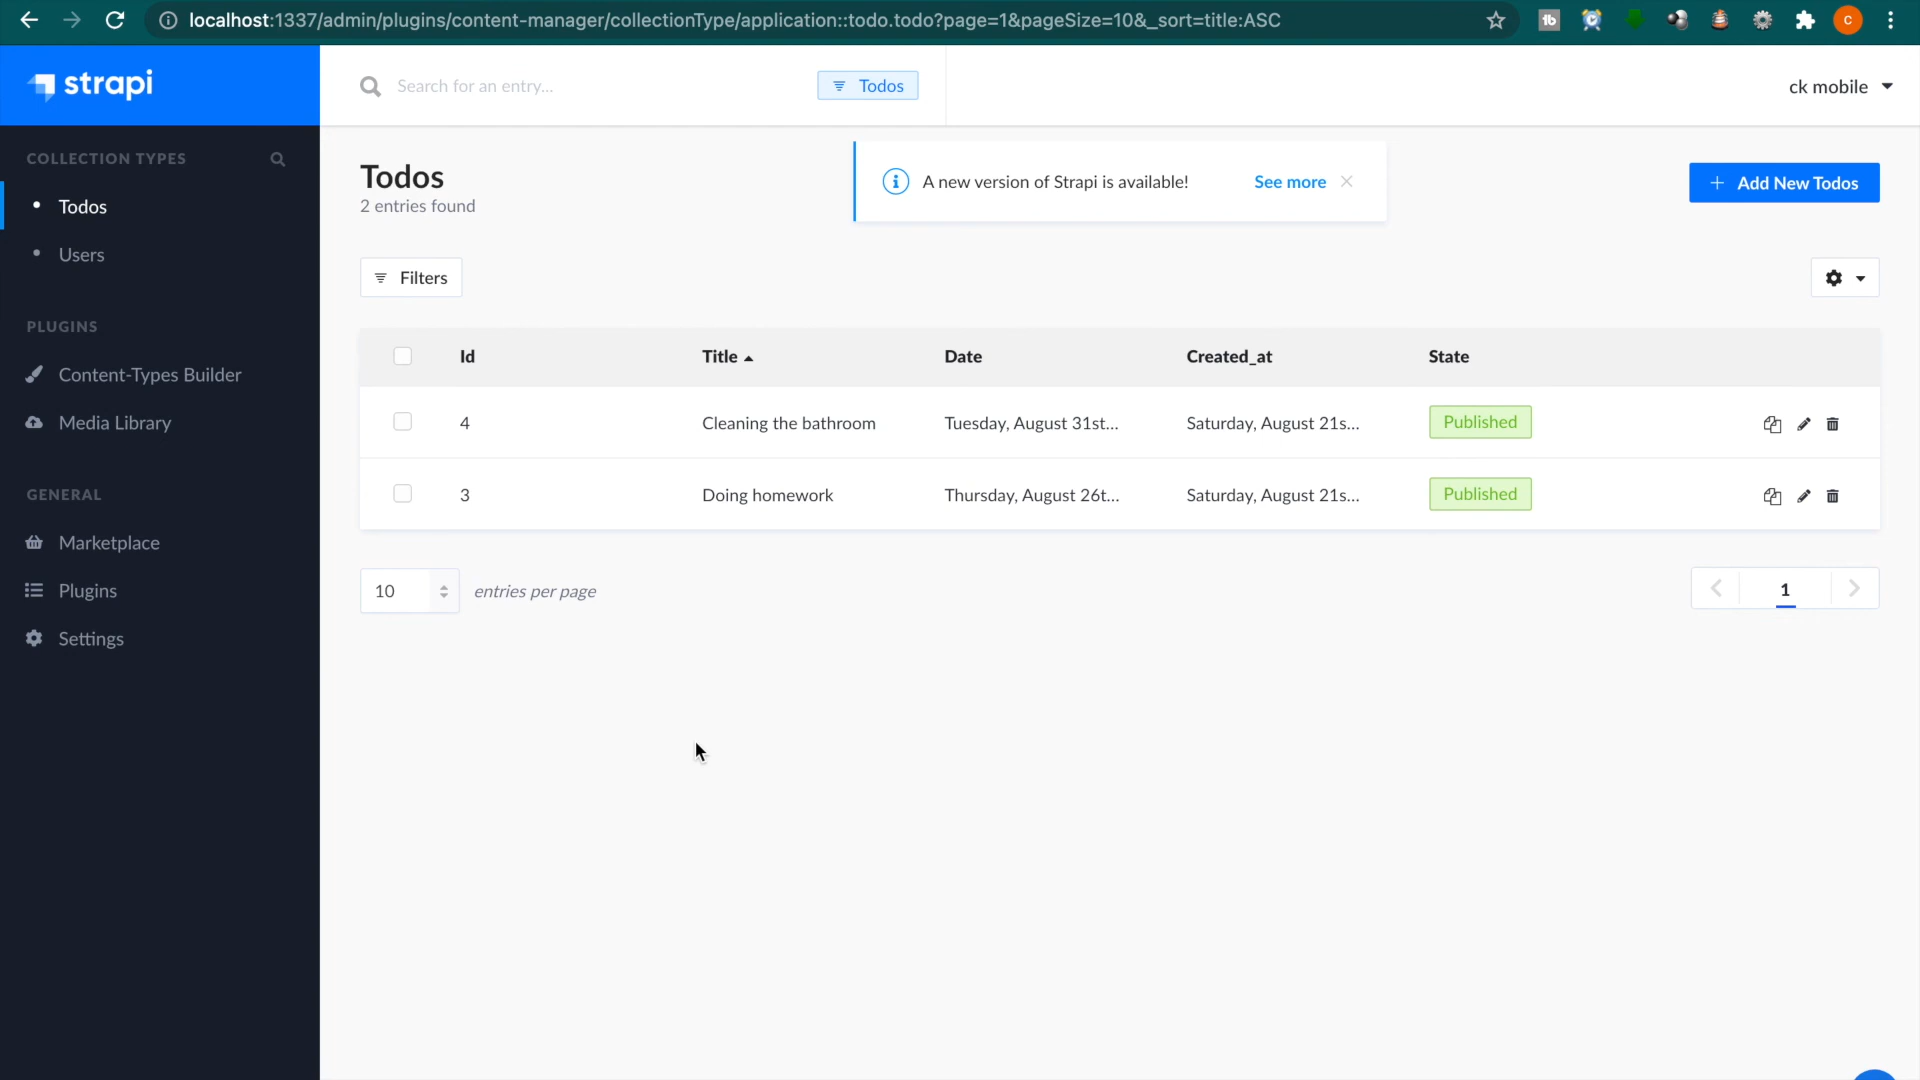 localhost:1337/admin/plugins/content-manager/collectionType/application::todo.todo?page=1&pageSize=10&_sort=title:ASC
C
strapi
Search for an entry...
Todos
ck mobile
COLLECTION TYPES
Todos
Users
PLUGINS
Content-Types Builder
Media Library
GENERAL
Marketplace
Plugins
Settings
Todos
2 entries found
A new version of Strapi is available! See more
Add New Todos
Filters
Id Title Date Created_at State
4 Cleaning the bathroom Tuesday, August 31st... Saturday, August 21s... Published
3 Doing homework Thursday, August 26t... Saturday, August 21s... Published
10 entries per page
1